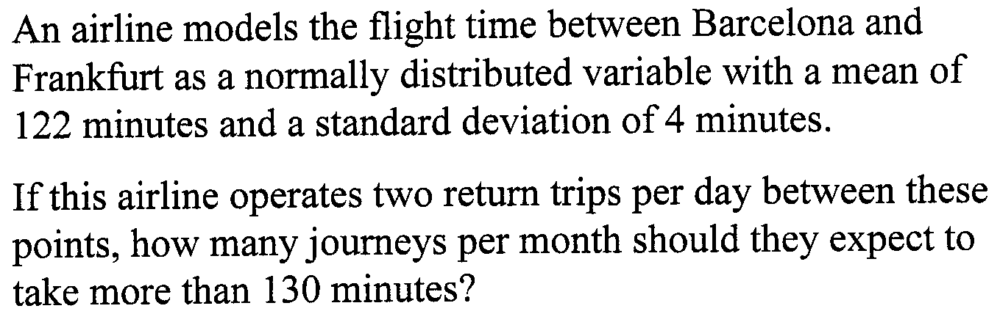 An airline models the flight time between Barcelona and
Frankfurt as a normally distributed variable with a mean of
122 minutes and a standard deviation of 4 minutes.
If this airline operates two return trips per day between these
points, how many journeys per month should they expect to
take more than 130 minutes?